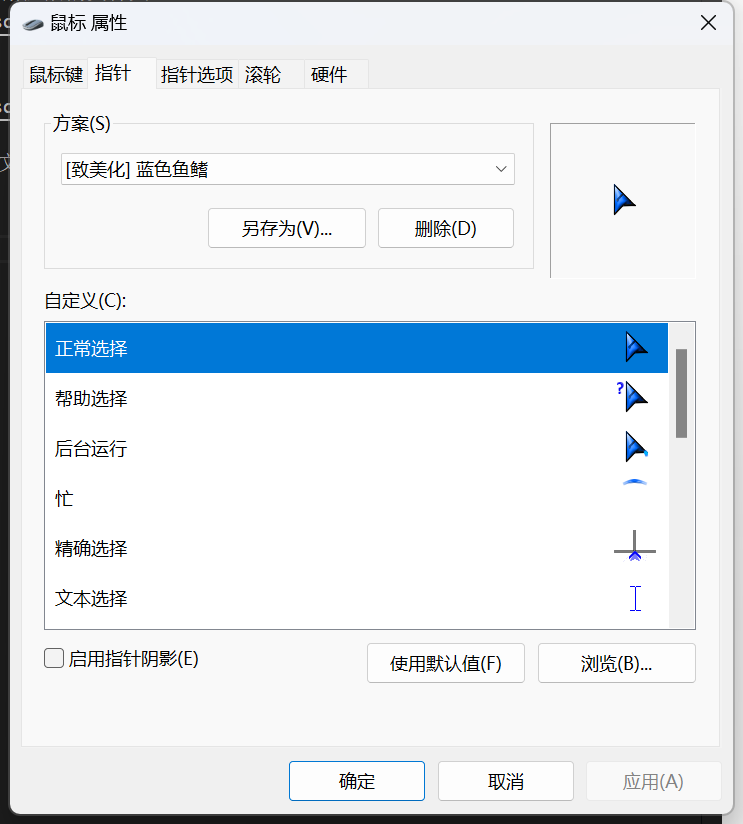 鼠标 属性
鼠标键 指针 指针选项 滚轮 硬件
方案(S)
[致美化] 蓝色鱼鳍
另存为(V)... 删除(D)
自定义(C):
正常选择
帮助选择
后台运行
忙
精确选择
文本选择
启用指针阴影(E)
使用默认值(F) 浏览(B)...
确定 取消 应用(A)